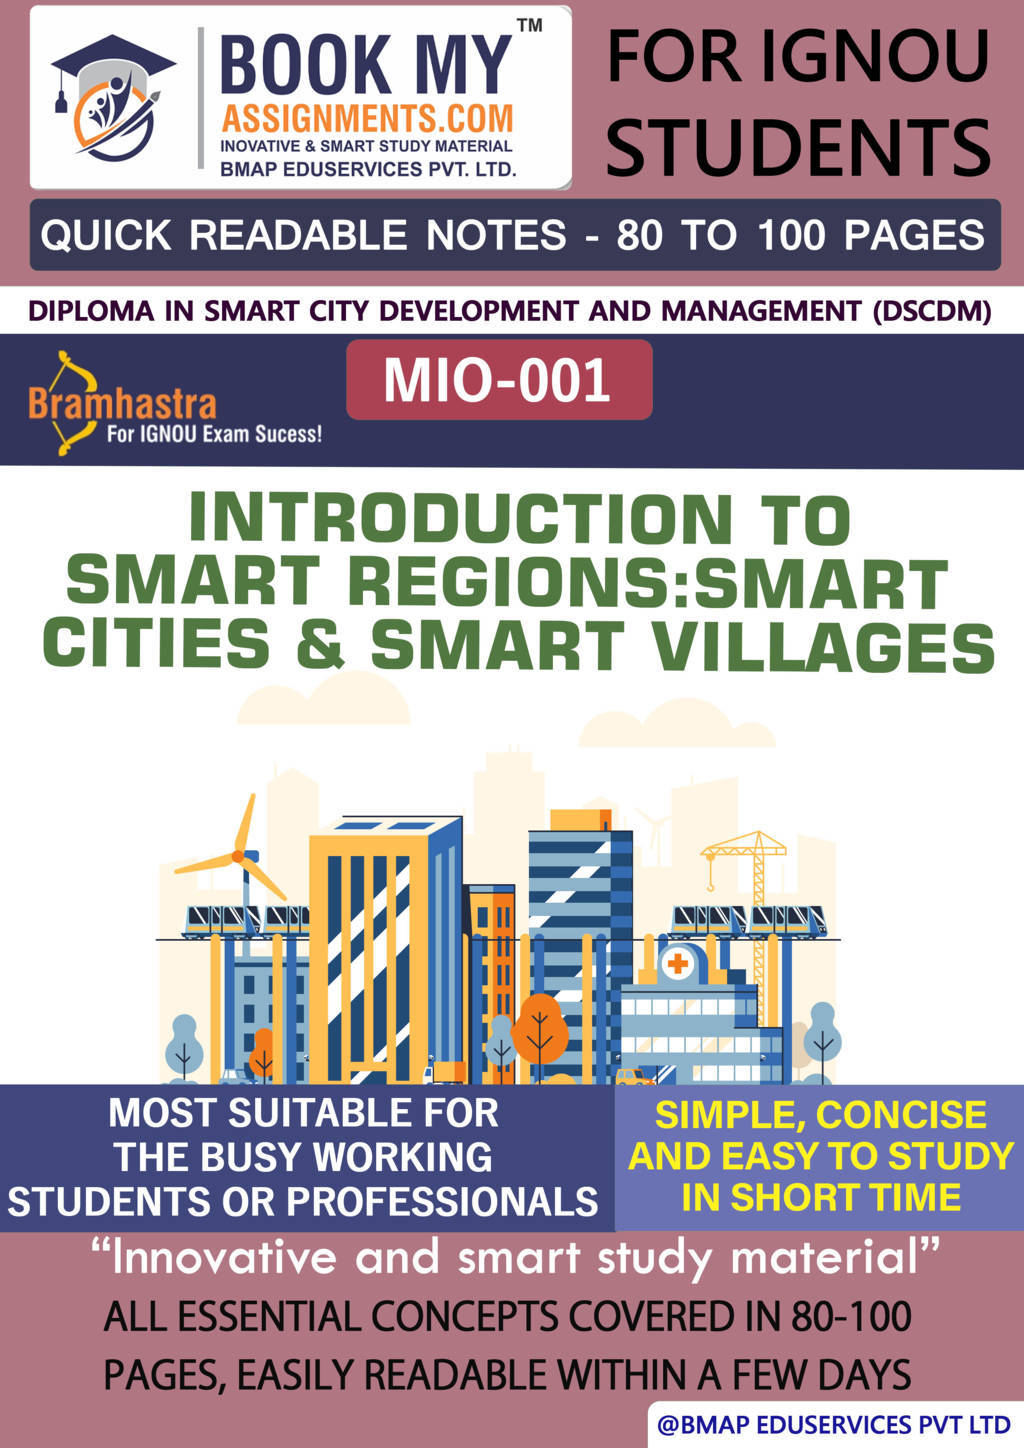 BOOK MY TM
ASSIGNMENTS.COM
INOVATIVE & SMART STUDY MATERIAL
BMAP EDUSERVICES PVT. LTD.
FOR IGNOU
STUDENTS
QUICK READABLE NOTES - 80 TO 100 PAGES
DIPLOMA IN SMART CITY DEVELOPMENT AND MANAGEMENT (DSCDM)
Bramhastra
For IGNOU Exam Sucess!
MIO-001
INTRODUCTION TO
SMART REGIONS:SMART
CITIES & SMART VILLAGES
MOST SUITABLE FOR
THE BUSY WORKING
STUDENTS OR PROFESSIONALS
SIMPLE, CONCISE
AND EASY TO STUDY
IN SHORT TIME
“Innovative and smart study material”
ALL ESSENTIAL CONCEPTS COVERED IN 80-100
PAGES, EASILY READABLE WITHIN A FEW DAYS
@BMAP EDUSERVICES PVT LTD